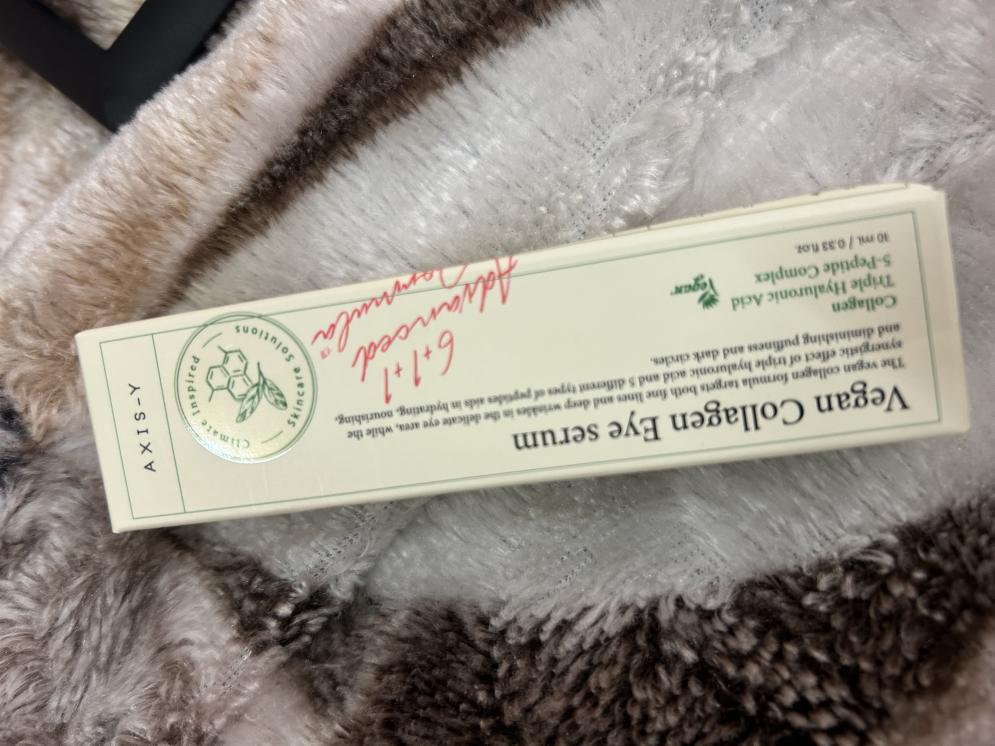 Vegan Collagen Eye serum
The vegan collagen formula targets both fine lines and deep wrinkles in the delicate eye area, while the
synergistic effect of triple hyaluronic acid and 5 different types of peptides aids in hydrating, nourishing,
and diminishing puffiness and dark circles.
Collagen
Triple Hyaluronic Acid
5-Peptide Complex
10 ml / 0.33 fl.oz.
Vegan
6+1+1
Advanced
Formula
Climate Inspired
Skincare Solutions
AXIS-Y